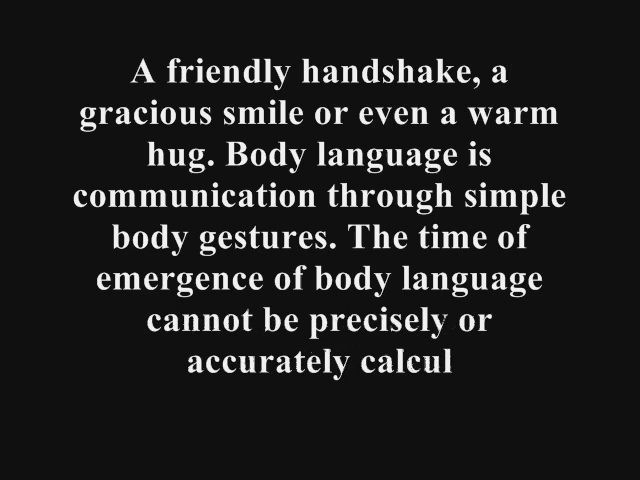 A friendly handshake, a
gracious smile or even a warm
hug. Body language is
communication through simple
body gestures. The time of
emergence of body language
cannot be precisely or
accurately calcul